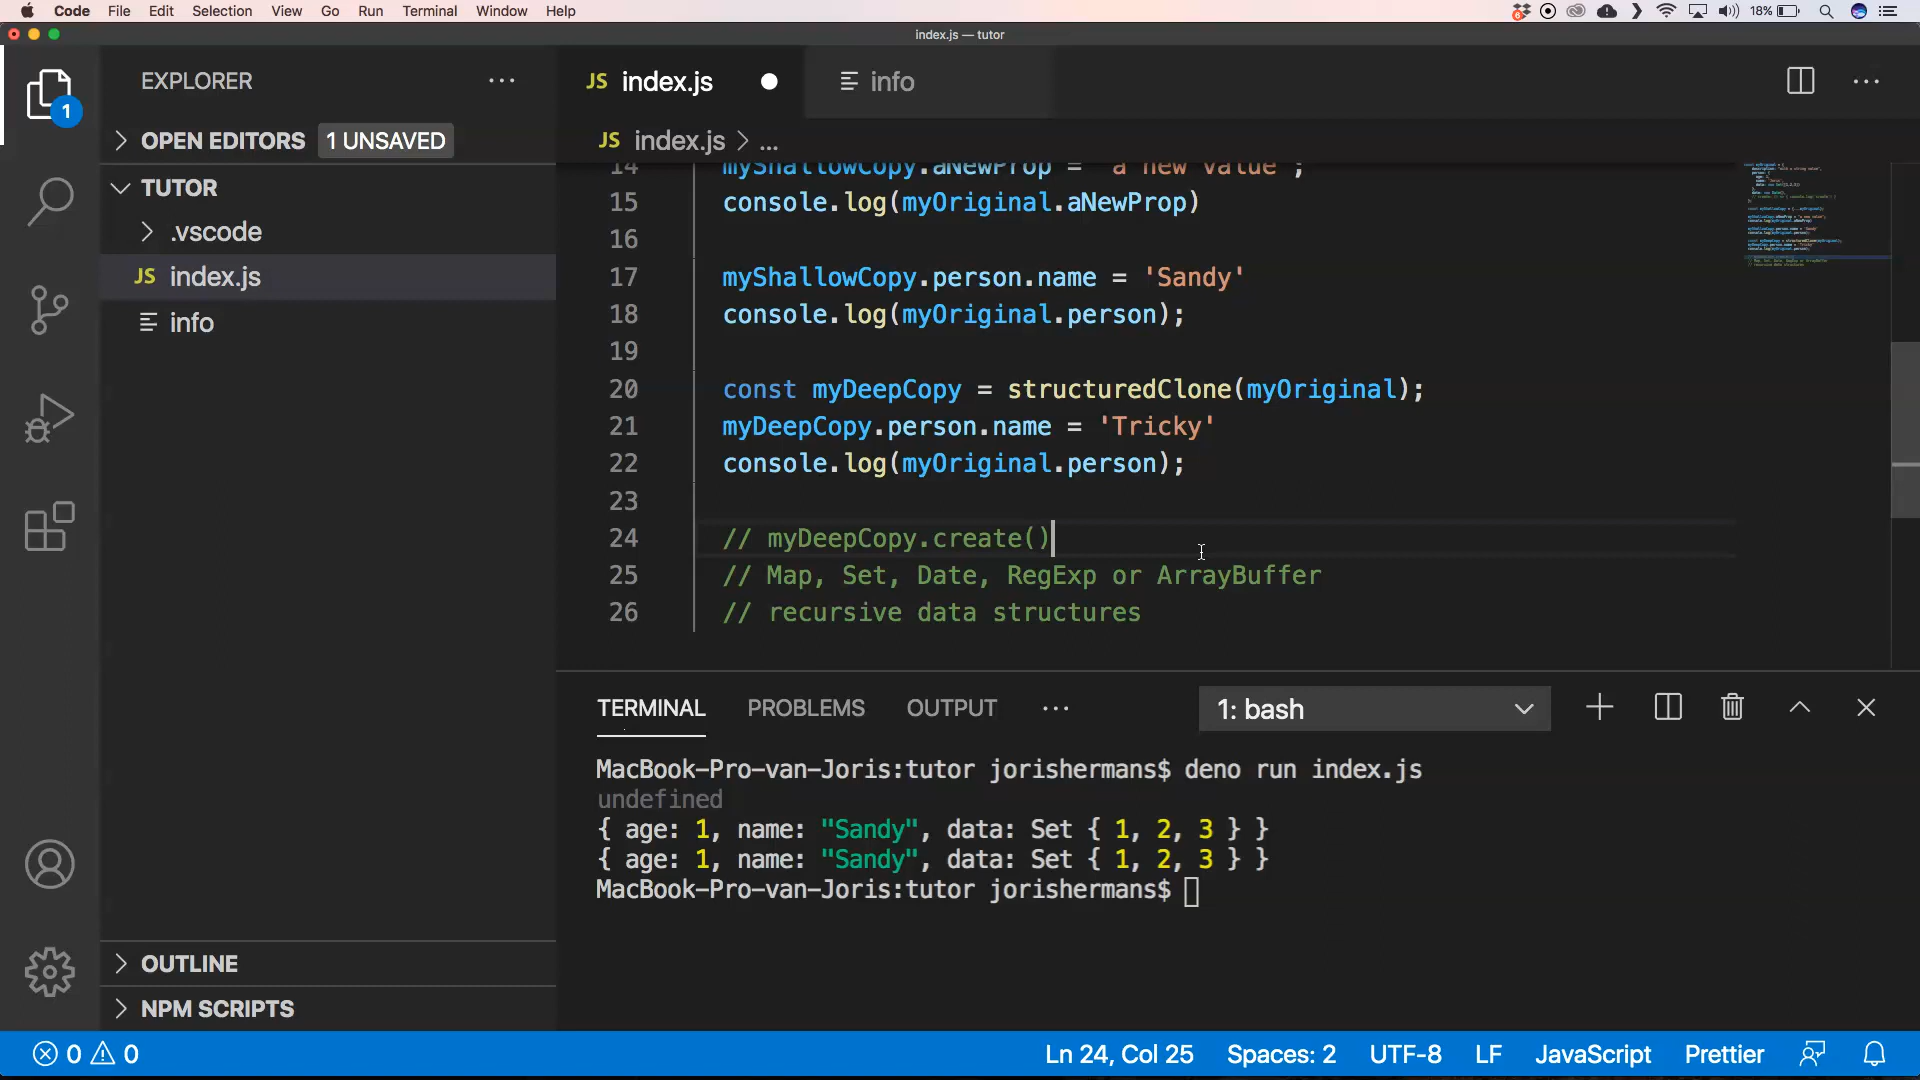 Code File Edit Selection View Go Run Terminal Window Help 18%
index.js — tutor
EXPLORER
OPEN EDITORS 1 UNSAVED
TUTOR
.vscode
JS index.js
info
OUTLINE
NPM SCRIPTS
1
JS index.js info
JS index.js > ...
14 myShallowCopy.aNewProp = "a new value";
15 console.log(myOriginal.aNewProp)
16
17 myShallowCopy.person.name = 'Sandy'
18 console.log(myOriginal.person);
19
20 const myDeepCopy = structuredClone(myOriginal);
21 myDeepCopy.person.name = 'Tricky'
22 console.log(myOriginal.person);
23
24 // myDeepCopy.create()
25 // Map, Set, Date, RegExp or ArrayBuffer
26 // recursive data structures
TERMINAL PROBLEMS OUTPUT ... 1: bash
MacBook-Pro-van-Joris:tutor jorishermans$ deno run index.js
undefined
{ age: 1, name: "Sandy", data: Set { 1, 2, 3 } }
{ age: 1, name: "Sandy", data: Set { 1, 2, 3 } }
MacBook-Pro-van-Joris:tutor jorishermans$
0 0 Ln 24, Col 25 Spaces: 2 UTF-8 LF JavaScript Prettier